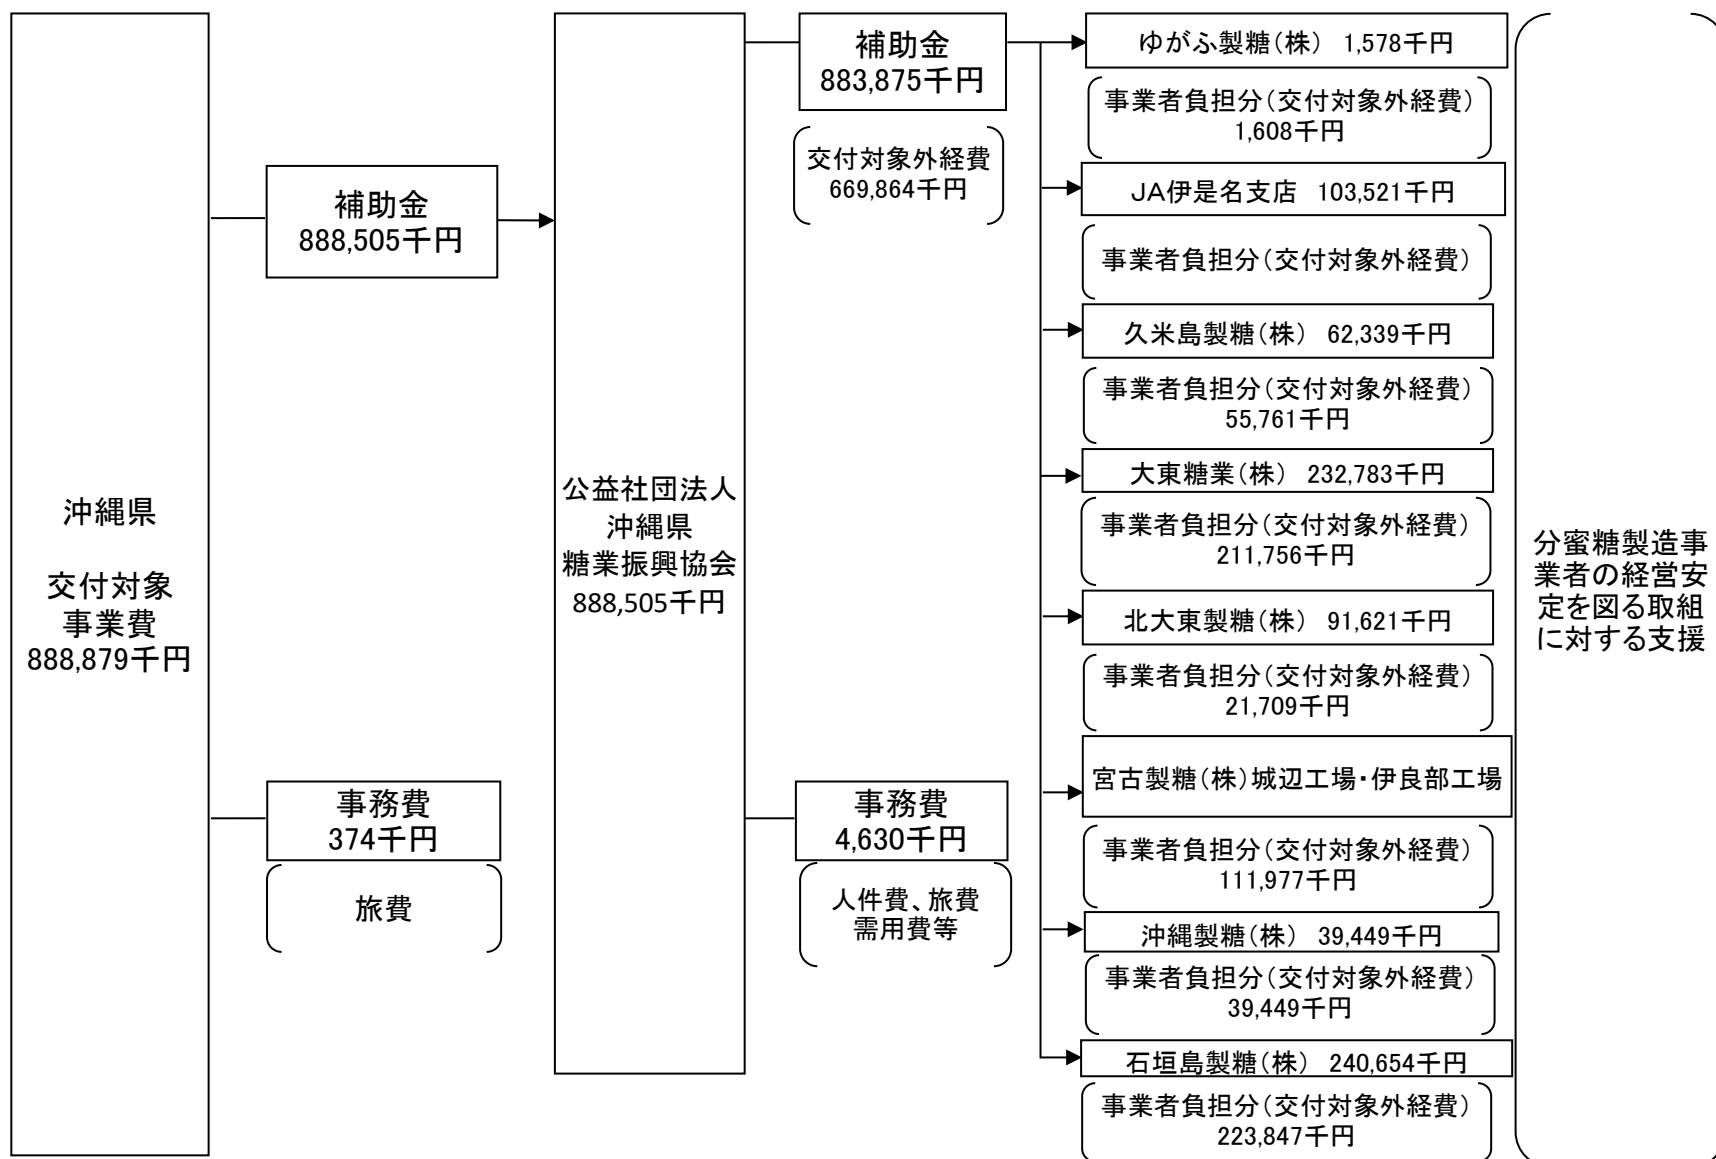 沖縄県
交付対象
事業費
888,879千円
補助金
888,505千円
事務費
374千円
旅費
公益社団法人
沖縄県
糖業振興協会
888,505千円
補助金
883,875千円
交付対象外経費
669,864千円
事務費
4,630千円
人件費、旅費
需用費等
ゆがふ製糖(株) 1,578千円
事業者負担分(交付対象外経費)
1,608千円
JA伊是名支店 103,521千円
事業者負担分(交付対象外経費)
久米島製糖(株) 62,339千円
事業者負担分(交付対象外経費)
55,761千円
大東糖業(株) 232,783千円
事業者負担分(交付対象外経費)
211,756千円
北大東製糖(株) 91,621千円
事業者負担分(交付対象外経費)
21,709千円
宮古製糖(株)城辺工場・伊良部工場
事業者負担分(交付対象外経費)
111,977千円
沖縄製糖(株) 39,449千円
事業者負担分(交付対象外経費)
39,449千円
石垣島製糖(株) 240,654千円
事業者負担分(交付対象外経費)
223,847千円
分蜜糖製造事
業者の経営安
定を図る取組
に対する支援